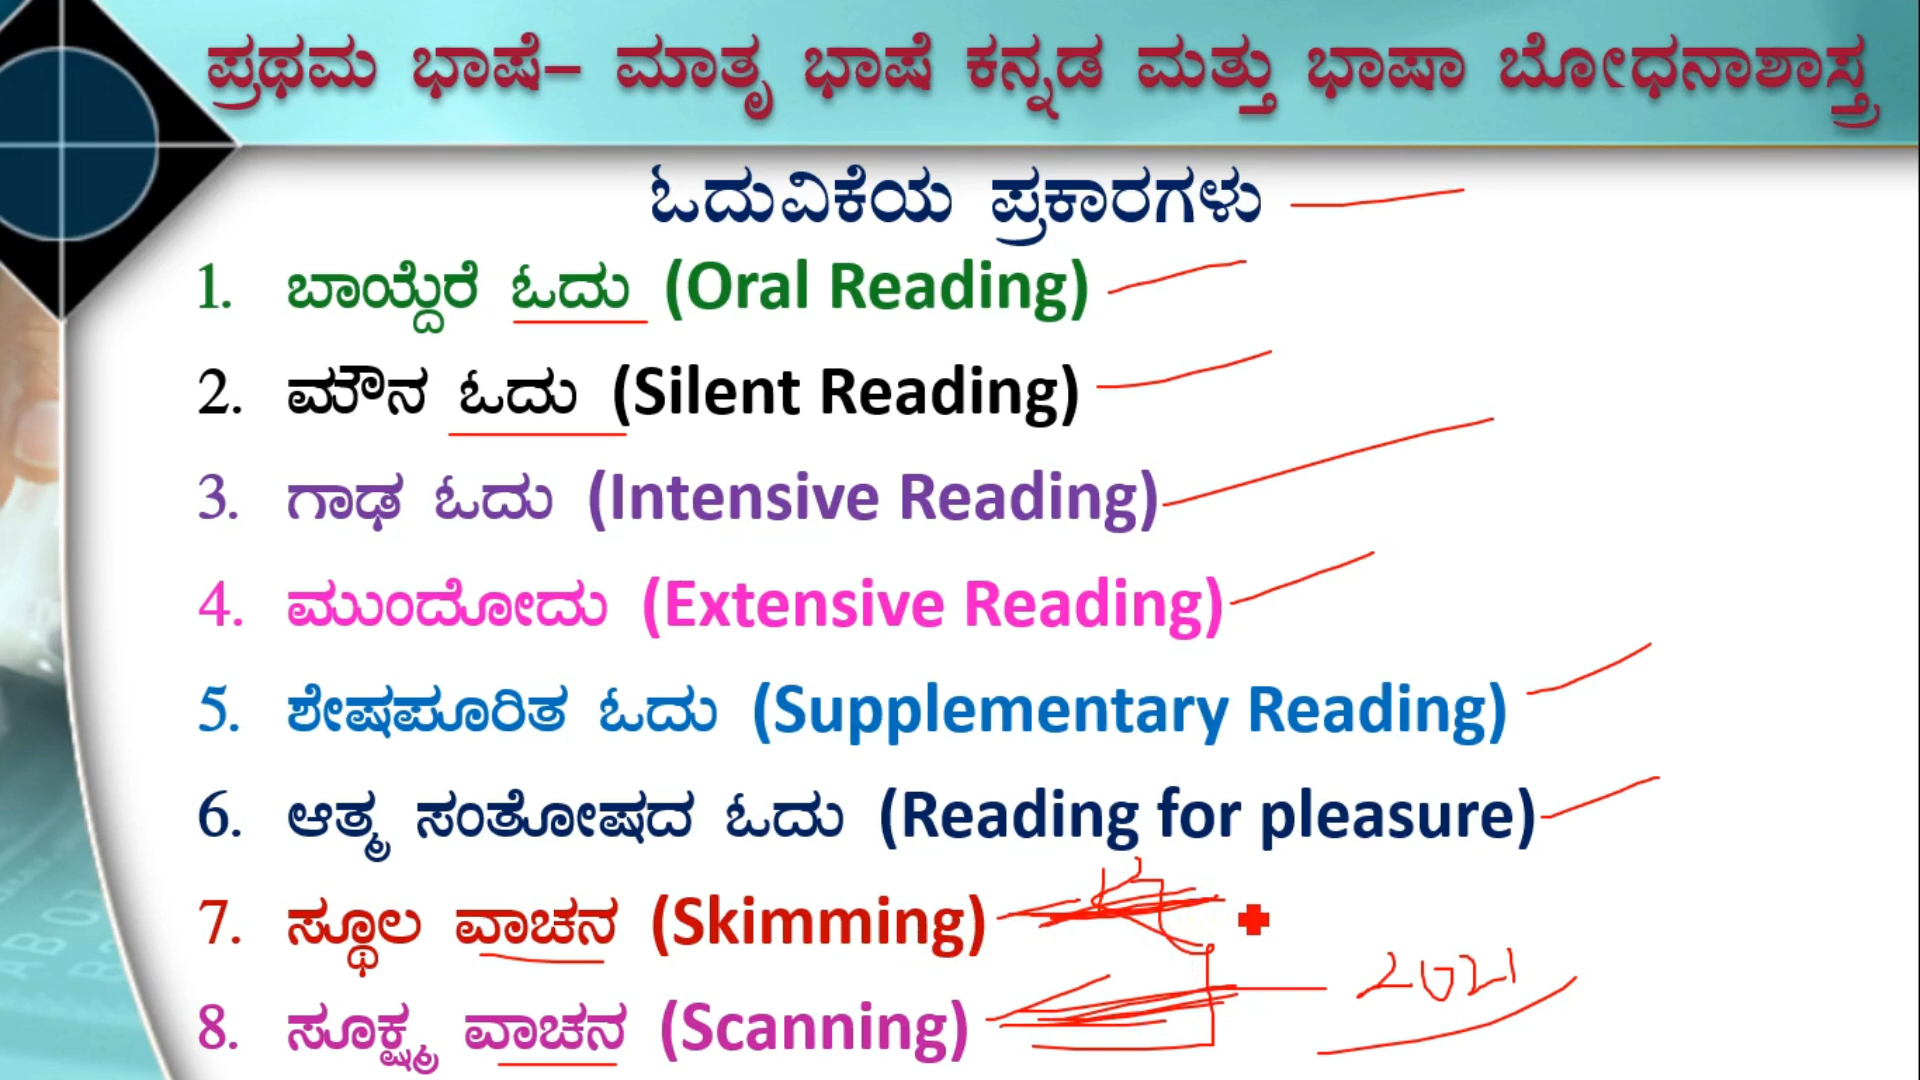 ಪ್ರಥಮ ಭಾಷೆ– ಮಾತೃ ಭಾಷೆ ಕನ್ನಡ ಮತ್ತು ಭಾಷಾ ಬೋಧನಾಶಾಸ್ತ್ರ
ಓದುವಿಕೆಯ ಪ್ರಕಾರಗಳು
1. ಬಾಯ್ದೆರೆ ಓದು (Oral Reading)
2. ಮೌನ ಓದು (Silent Reading)
3. ಗಾಢ ಓದು (Intensive Reading)
4. ಮುಂದೋದು (Extensive Reading)
5. ಶೇಷಪೂರಿತ ಓದು (Supplementary Reading)
6. ಆತ್ಮ ಸಂತೋಷದ ಓದು (Reading for pleasure)
7. ಸ್ಥೂಲ ವಾಚನ (Skimming)
8. ಸೂಕ್ಷ್ಮ ವಾಚನ (Scanning)
2021